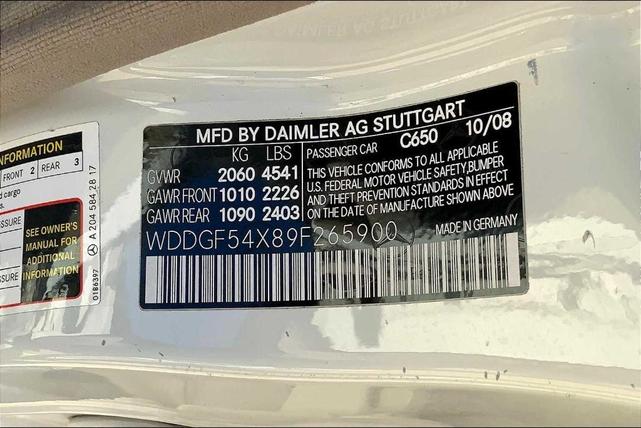 MFD BY DAIMLER AG STUTTGART
KG LBS
GVWR 2060 4541
GAWR FRONT 1010 2226
GAWR REAR 1090 2403
PASSENGER CAR C650 10/08
THIS VEHICLE CONFORMS TO ALL APPLICABLE
U.S. FEDERAL MOTOR VEHICLE SAFETY,BUMPER
AND THEFT PREVENTION STANDARDS IN EFFECT
ON THE DATE OF MANUFACTURE SHOWN ABOVE
WDDGF54X89F265900 MADE IN GERMANY
NFORMATION
FRONT 2 REAR 3
cargo
SSURE
SEE OWNER'S
MANUAL FOR
ADDITIONAL
INFORMATION
SSURE
A 204 584 28 17
0186397